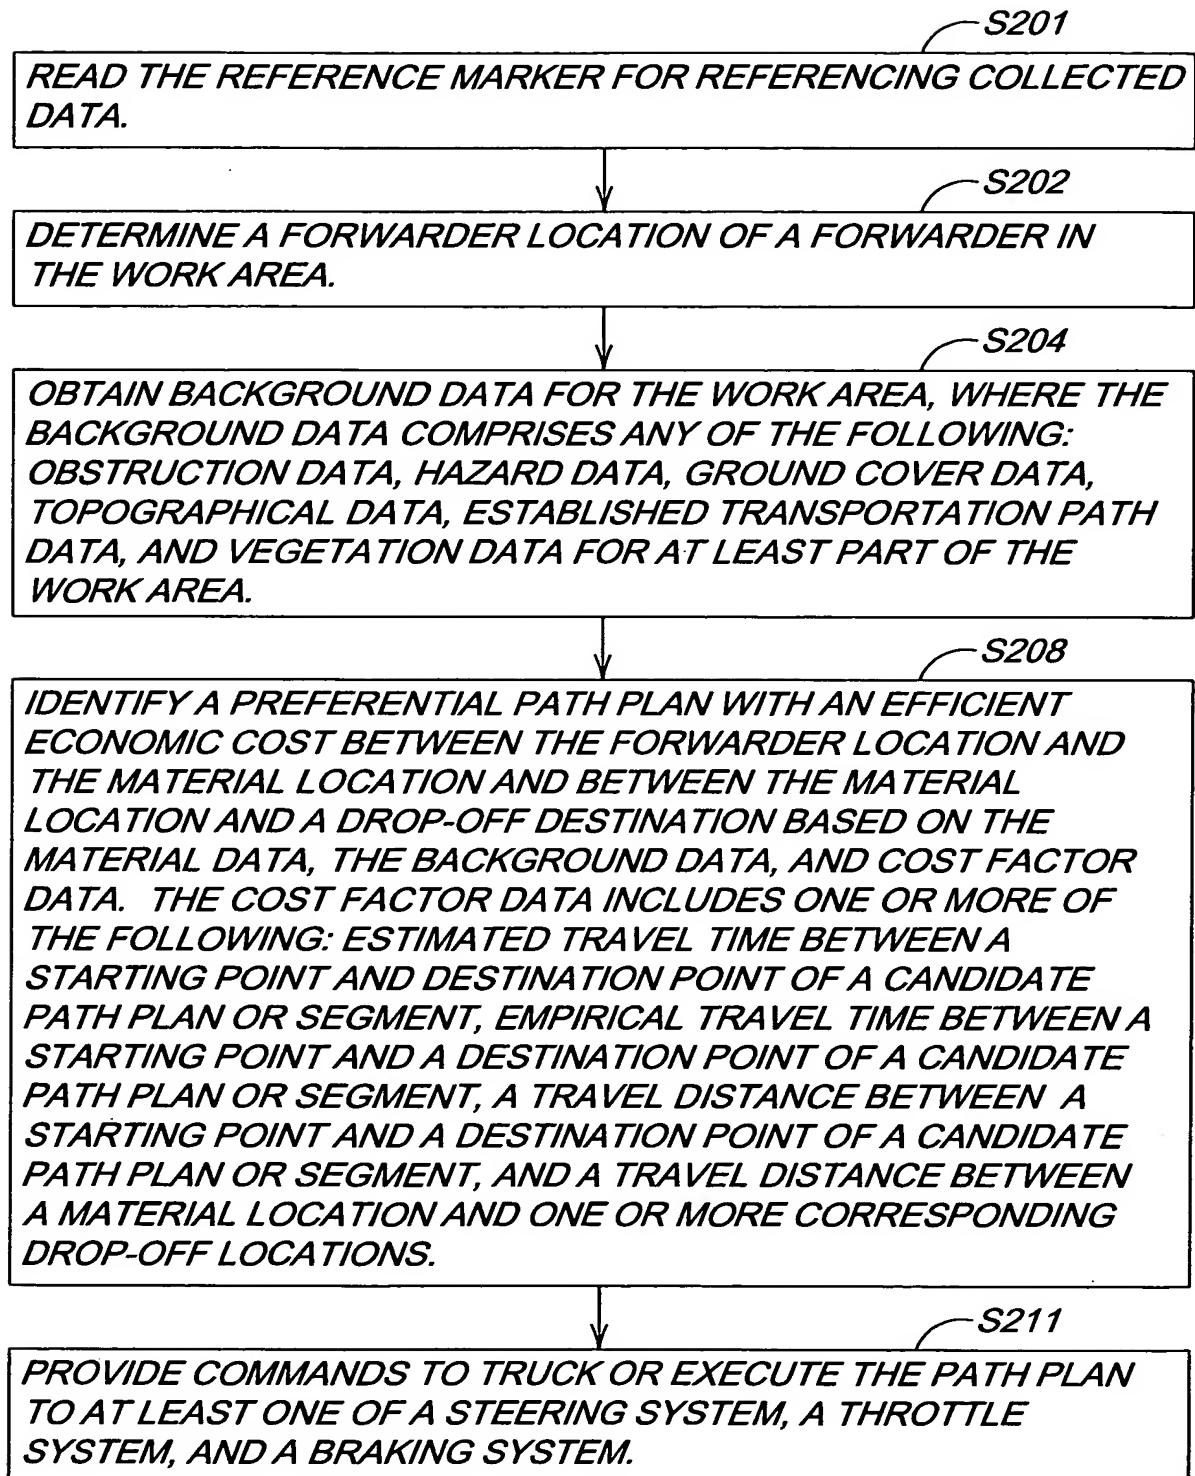 S201
READ THE REFERENCE MARKER FOR REFERENCING COLLECTED
DATA.
S202
DETERMINE A FORWARDER LOCATION OF A FORWARDER IN
THE WORK AREA.
S204
OBTAIN BACKGROUND DATA FOR THE WORK AREA, WHERE THE
BACKGROUND DATA COMPRISES ANY OF THE FOLLOWING:
OBSTRUCTION DATA, HAZARD DATA, GROUND COVER DATA,
TOPOGRAPHICAL DATA, ESTABLISHED TRANSPORTATION PATH
DATA, AND VEGETATION DATA FOR AT LEAST PART OF THE
WORK AREA.
S208
IDENTIFY A PREFERENTIAL PATH PLAN WITH AN EFFICIENT
ECONOMIC COST BETWEEN THE FORWARDER LOCATION AND
THE MATERIAL LOCATION AND BETWEEN THE MATERIAL
LOCATION AND A DROP-OFF DESTINATION BASED ON THE
MATERIAL DATA, THE BACKGROUND DATA, AND COST FACTOR
DATA. THE COST FACTOR DATA INCLUDES ONE OR MORE OF
THE FOLLOWING: ESTIMATED TRAVEL TIME BETWEEN A
STARTING POINT AND DESTINATION POINT OF A CANDIDATE
PATH PLAN OR SEGMENT, EMPIRICAL TRAVEL TIME BETWEEN A
STARTING POINT AND A DESTINATION POINT OF A CANDIDATE
PATH PLAN OR SEGMENT, A TRAVEL DISTANCE BETWEEN A
STARTING POINT AND A DESTINATION POINT OF A CANDIDATE
PATH PLAN OR SEGMENT, AND A TRAVEL DISTANCE BETWEEN
A MATERIAL LOCATION AND ONE OR MORE CORRESPONDING
DROP-OFF LOCATIONS.
S211
PROVIDE COMMANDS TO TRUCK OR EXECUTE THE PATH PLAN
TO AT LEAST ONE OF A STEERING SYSTEM, A THROTTLE
SYSTEM, AND A BRAKING SYSTEM.